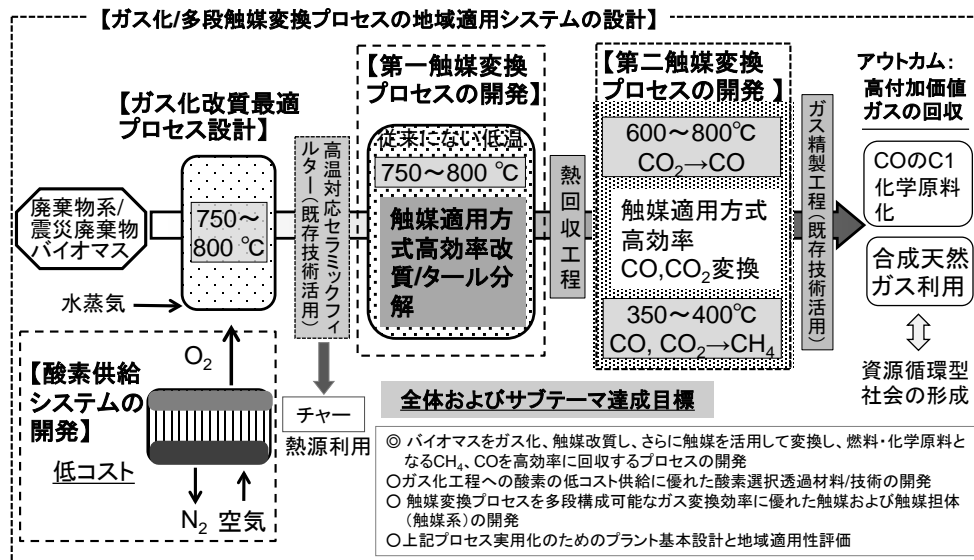 【ガス化/多段触媒変換プロセスの地域適用システムの設計】
【ガス化改質最適
プロセス設計】
【第一触媒変換
プロセスの開発】
【第二触媒変換
プロセスの開発 】
アウトカム：
高付加価値
ガスの回収
廃棄物系/
震災廃棄物
バイオマス
750～
800 ℃
水蒸気
高温対応セラミックフィ
ルター（既存技術活用）
従来にない低温
750～800 ℃
触媒適用方
式高効率改
質/タール分
解
熱回収工程
600～800℃
CO₂→CO
触媒適用方式
高効率
CO,CO₂変換
350～400℃
CO, CO₂→CH₄
ガス精製工程（既存技術活用）
COのC1
化学原料
化
合成天然
ガス利用
資源循環型
社会の形成
【酸素供給
システムの
開発】
低コスト
O₂
N₂ 空気
チャー
熱源利用
全体およびサブテーマ達成目標
◎ バイオマスをガス化、触媒改質し、さらに触媒を活用して変換し、燃料・化学原料と
なるCH₄、COを高効率に回収するプロセスの開発
○ガス化工程への酸素の低コスト供給に優れた酸素選択透過材料/技術の開発
○ 触媒変換プロセスを多段構成可能なガス変換効率に優れた触媒および触媒担体
（触媒系）の開発
○上記プロセス実用化のためのプラント基本設計と地域適用性評価